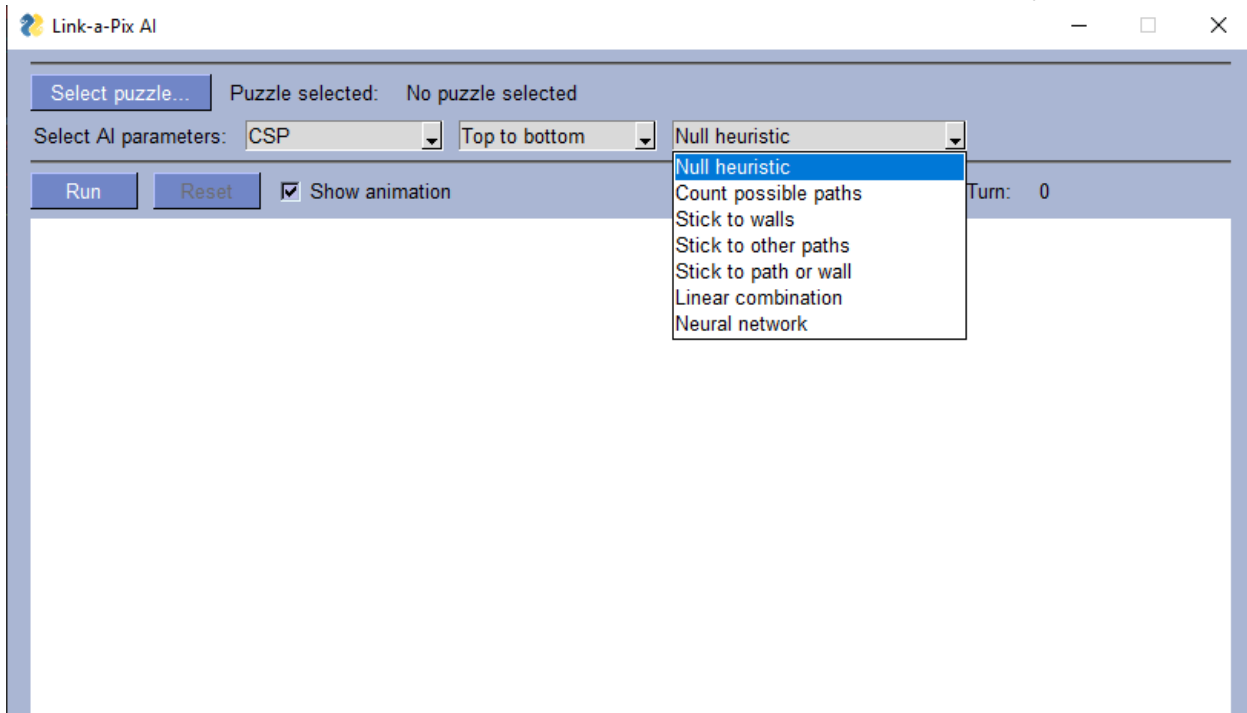 Link-a-Pix AI
Select puzzle... Puzzle selected: No puzzle selected
Select AI parameters: CSP Top to bottom Null heuristic
Null heuristic
Run Reset Show animation Turn: 0
Count possible paths
Stick to walls
Stick to other paths
Stick to path or wall
Linear combination
Neural network